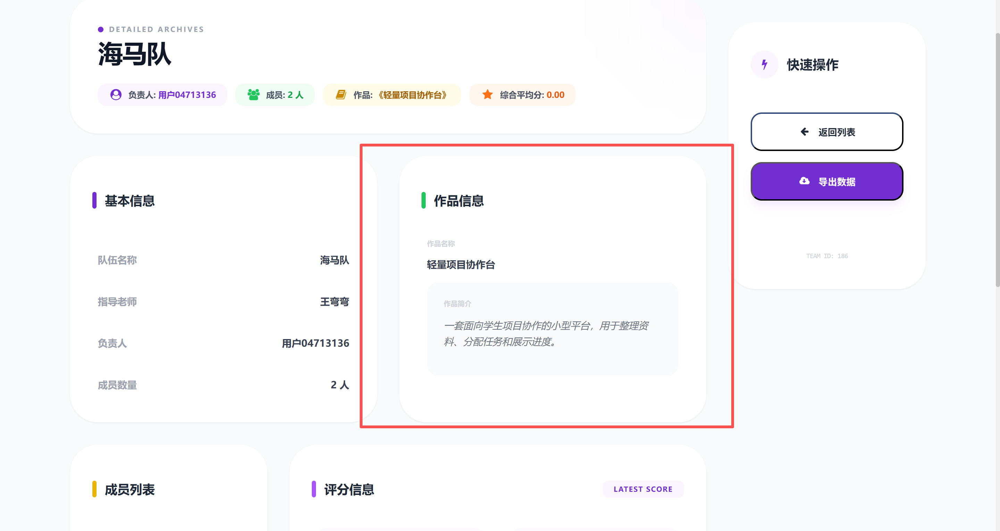 DETAILED ARCHIVES
海马队
负责人: 用户04713136
成员: 2 人
作品: 《轻量项目协作台》
综合平均分: 0.00
快速操作
返回列表
导出数据
TEAM ID: 186
基本信息
队伍名称 海马队
指导老师 王弯弯
负责人 用户04713136
成员数量 2 人
作品信息
作品名称
轻量项目协作台
作品简介
一套面向学生项目协作的小型平台，用于整理资
料、分配任务和展示进度。
成员列表
评分信息
LATEST SCORE